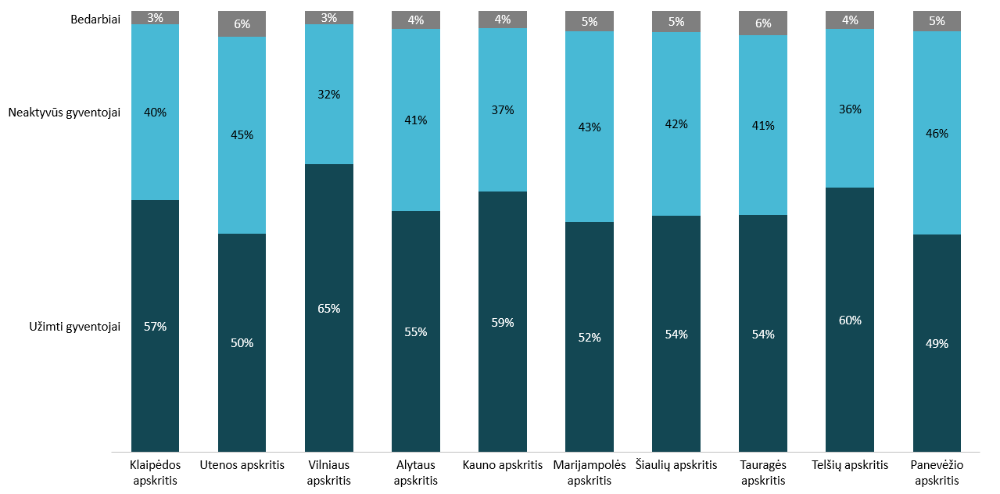 Bedarbiai
3%
6%
3%
4%
4%
5%
5%
6%
4%
5%
Neaktyvūs gyventojai
40%
45%
32%
41%
37%
43%
42%
41%
36%
46%
Užimti gyventojai
57%
50%
65%
55%
59%
52%
54%
54%
60%
49%
Klaipėdos
apskritis
Utenos apskritis
Vilniaus
apskritis
Alytaus
apskritis
Kauno apskritis
Marijampolės
apskritis
Šiaulių apskritis
Tauragės
apskritis
Telšių apskritis
Panevėžio
apskritis